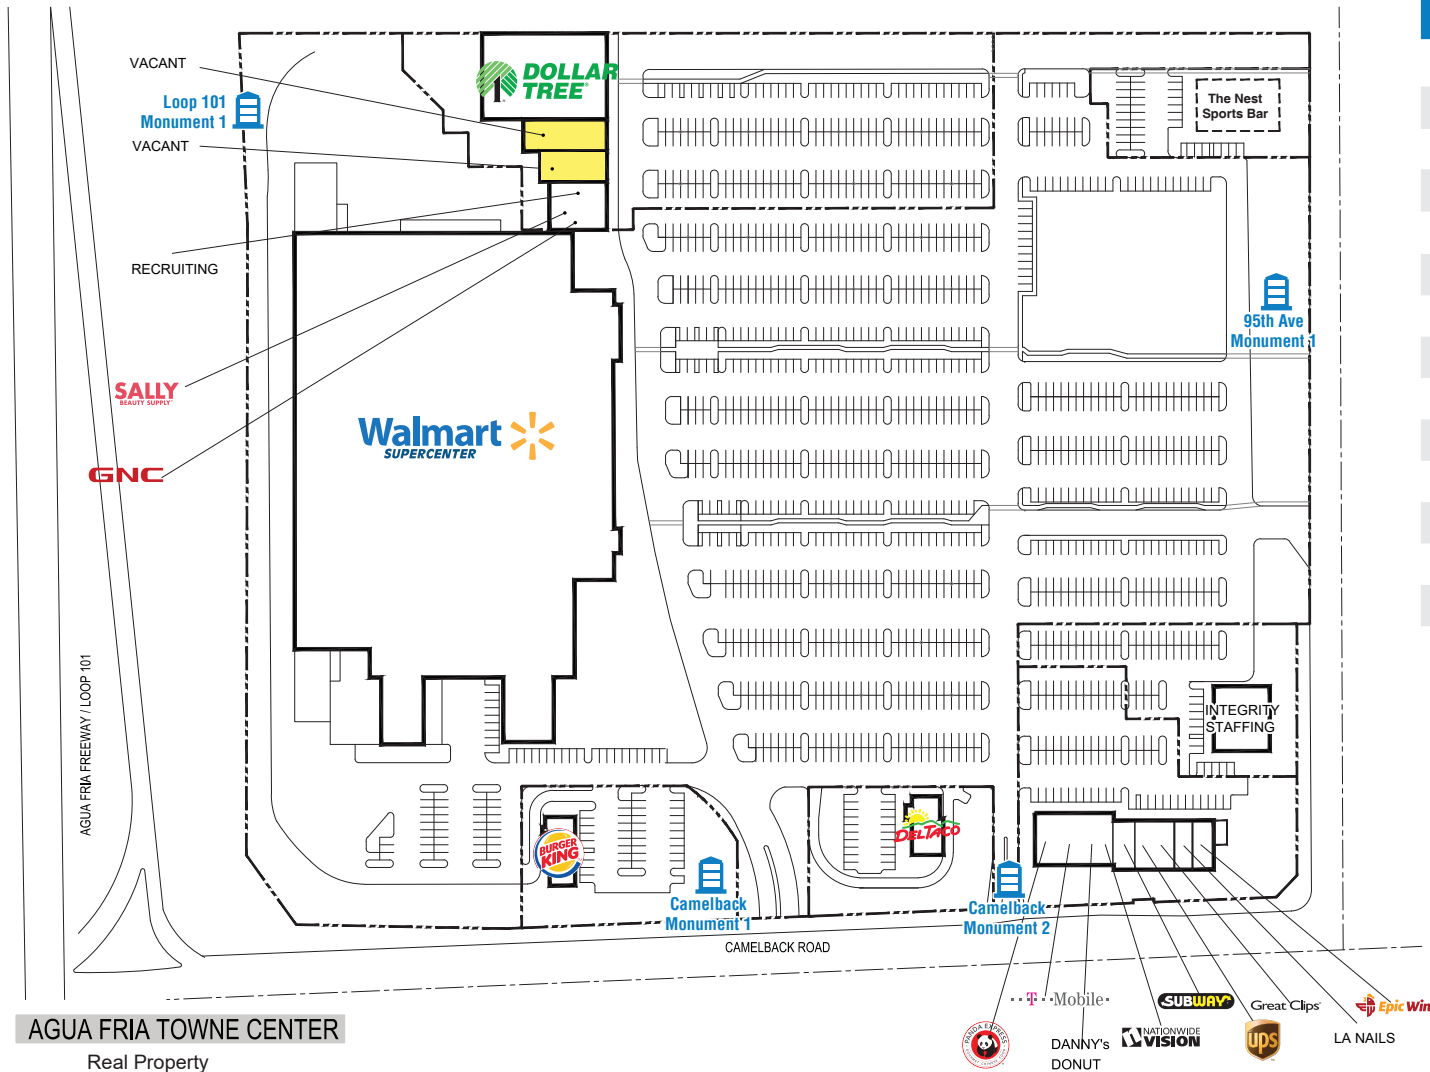 VACANT
Loop 101
Monument 1
VACANT
DOLLAR
TREE
The Nest
Sports Bar
RECRUITING
95th Ave
Monument 1
SALLY
BEAUTY SUPPLY
Walmart
SUPERCENTER
GNC
AGUA FRIA FREEWAY / LOOP 101
INTEGRITY
STAFFING
BURGER
KING
DEL TACO
Camelback
Monument 1
Camelback
Monument 2
CAMELBACK ROAD
T Mobile
SUBWAY
Great Clips
Epic Win
PANDA EXPRESS
DANNY's
DONUT
NATIONWIDE
VISION
ups
LA NAILS
AGUA FRIA TOWNE CENTER
Real Property